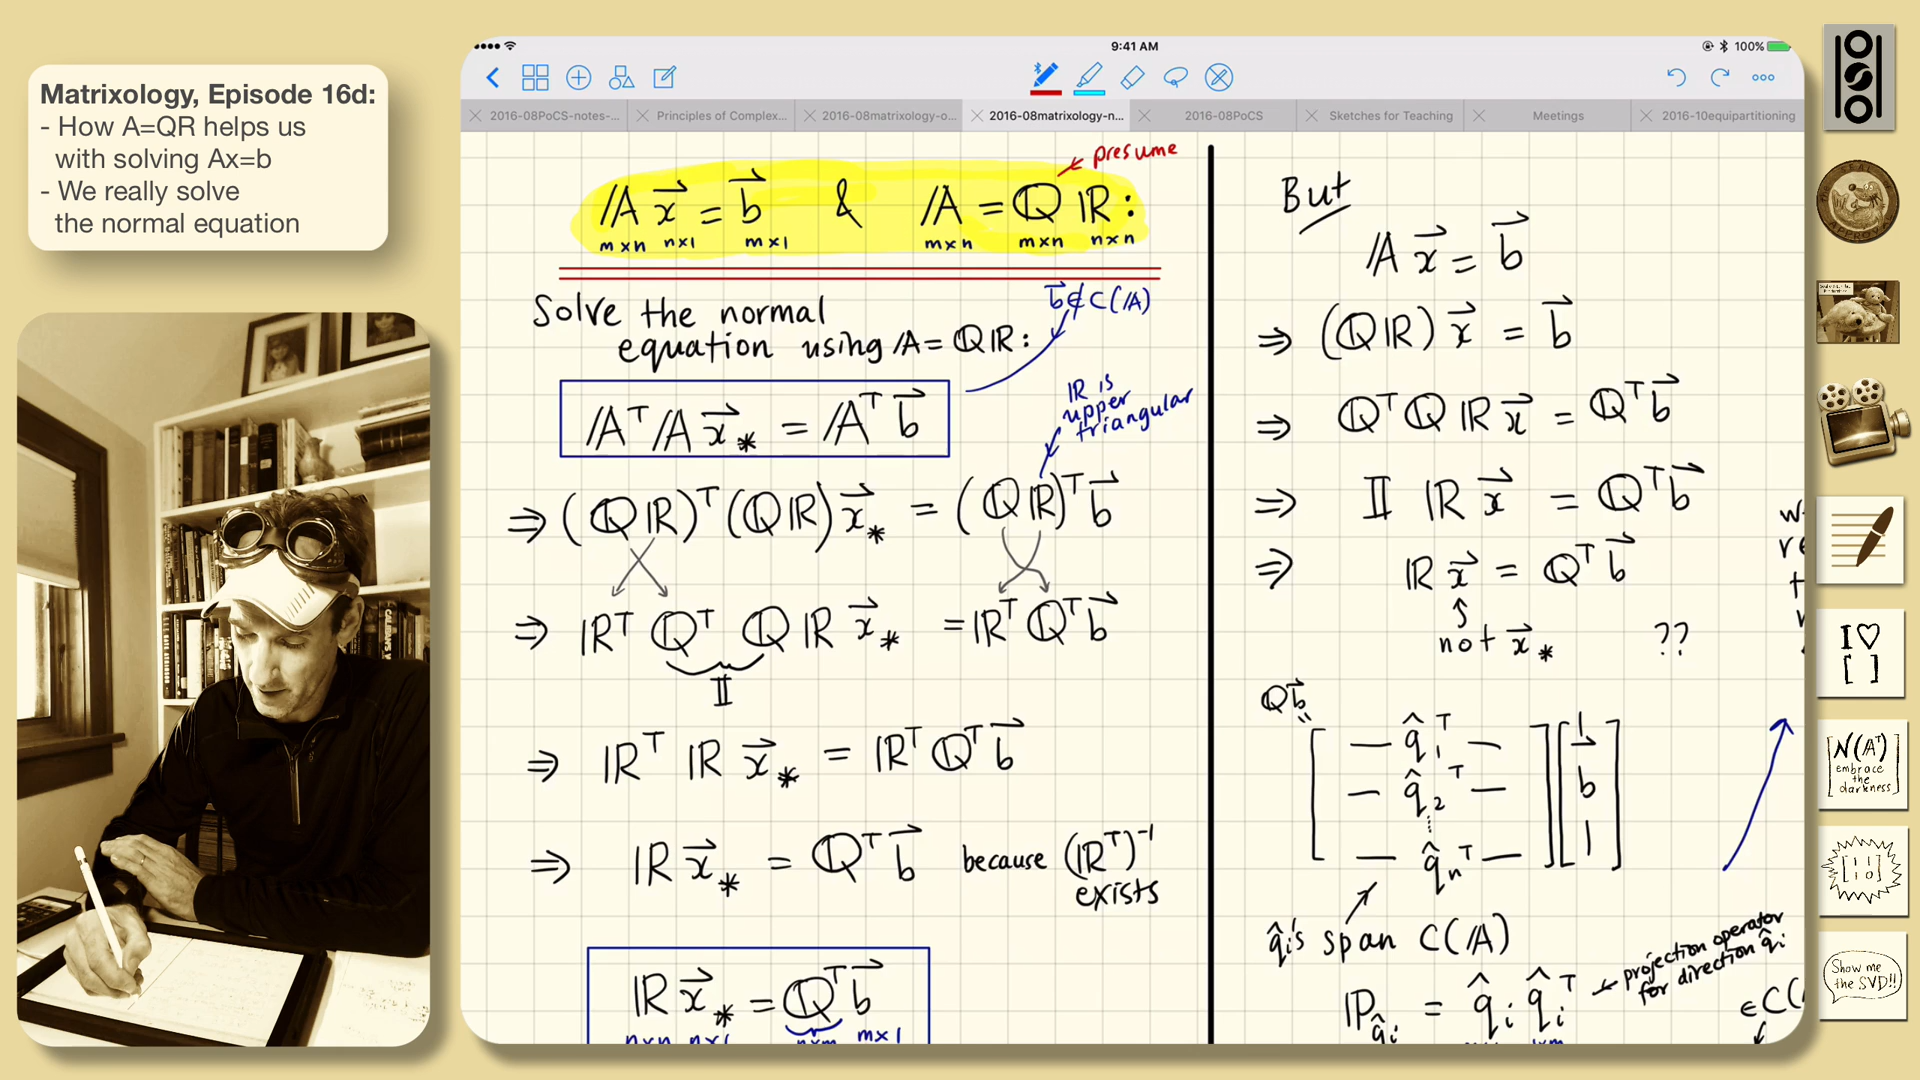 Matrixology, Episode 16d:
- How A=QR helps us
with solving Ax=b
- We really solve
the normal equation
9:41 AM
100%
2016-08PoCS-notes-...
Principles of Complex...
2016-08matrixology-o...
2016-08matrixology-n...
2016-08PoCS
Sketches for Teaching
Meetings
2016-10equipartitioning
presume
𝔸 x⃗ = b⃗ & 𝔸 = ℚ ℝ:
m×n n×1 m×1 m×n m×n n×n
b⃗ ∉ C(𝔸)
Solve the normal
equation using 𝔸 = ℚℝ:
𝔸ᵀ𝔸 x⃗* = 𝔸ᵀ b⃗
ℝ is
upper
triangular
⇒ (ℚℝ)ᵀ(ℚℝ) x⃗* = (ℚℝ)ᵀ b⃗
⇒ ℝᵀ ℚᵀ ℚ ℝ x⃗* = ℝᵀ ℚᵀ b⃗
𝕀
⇒ ℝᵀ ℝ x⃗* = ℝᵀ ℚᵀ b⃗
⇒ ℝ x⃗* = ℚᵀ b⃗ because (ℝᵀ)⁻¹
exists
ℝ x⃗* = ℚᵀ b⃗
n×n n×1 n×m m×1
But
𝔸 x⃗ = b⃗
⇒ (ℚℝ) x⃗ = b⃗
⇒ ℚᵀ ℚ ℝ x⃗ = ℚᵀ b⃗
⇒ 𝕀 ℝ x⃗ = ℚᵀ b⃗
⇒ ℝ x⃗ = ℚᵀ b⃗
not x⃗* ??
ℚ b⃗
"
[ — q̂₁ᵀ — ] [ | ]
[ — q̂₂ᵀ — ] [ b⃗ ]
[ — q̂ₙᵀ — ] [ | ]
q̂ᵢ's span C(𝔸)
projection operator
for direction q̂ᵢ
ℙ_q̂ᵢ = q̂ᵢ q̂ᵢᵀ
∈C(
I ♡
[ ]
N(Aᵀ)
embrace
the
darkness
Show me
the SVD!!